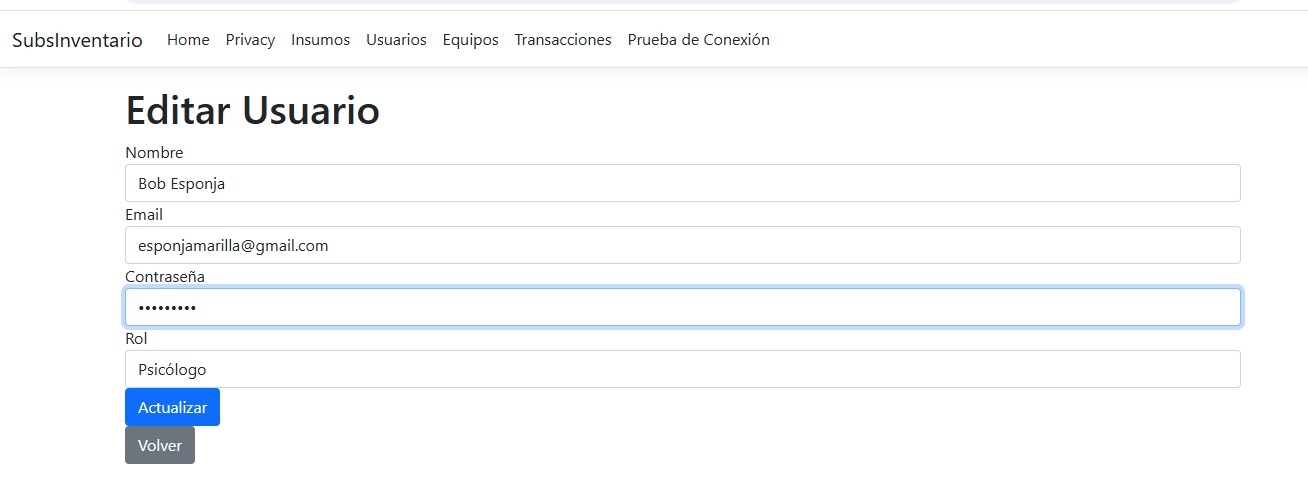 SubsInventario Home Privacy Insumos Usuarios Equipos Transacciones Prueba de Conexión
Editar Usuario
Nombre
Bob Esponja
Email
esponjamarilla@gmail.com
Contraseña
•••••••••
Rol
Psicólogo
Actualizar
Volver